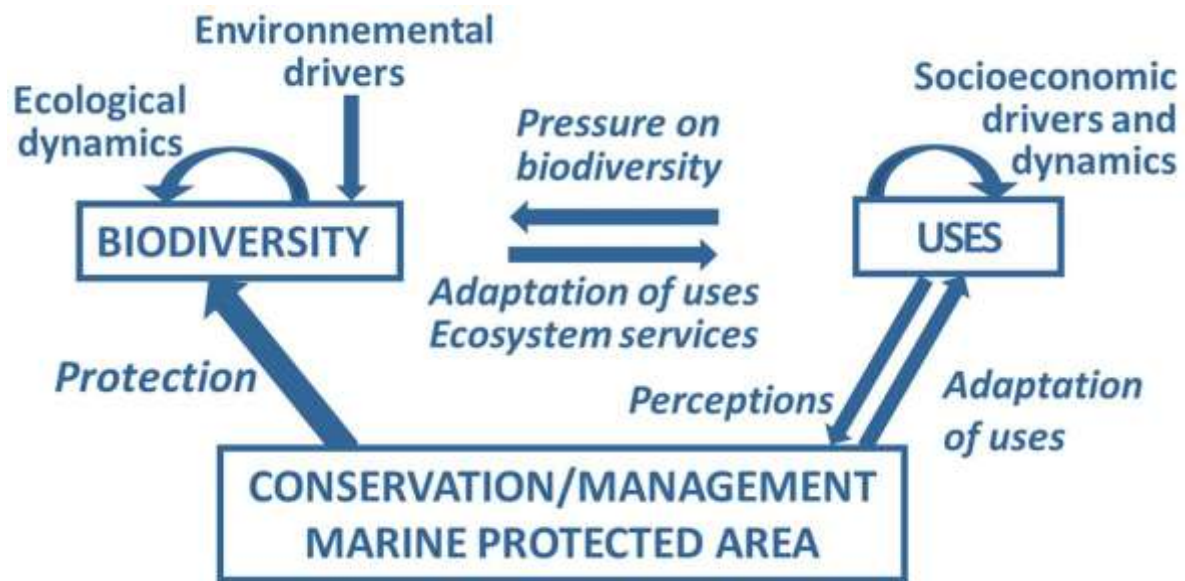 Environnemental
drivers
Ecological
dynamics
Pressure on
biodiversity
Socioeconomic
drivers and
dynamics
BIODIVERSITY
USES
Adaptation of uses
Ecosystem services
Protection
Perceptions
Adaptation
of uses
CONSERVATION/MANAGEMENT
MARINE PROTECTED AREA